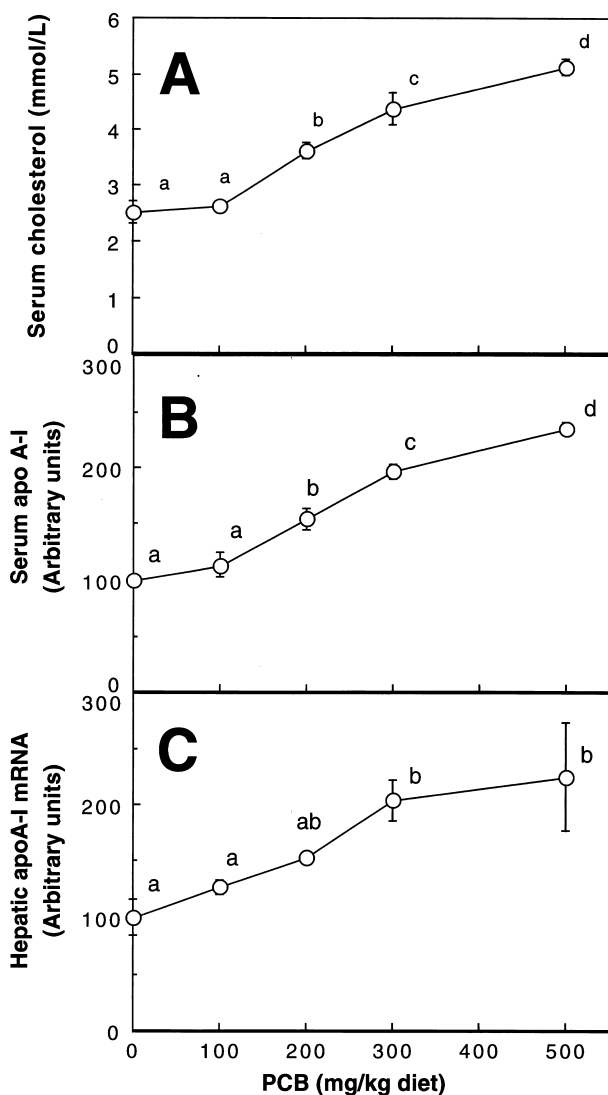 6
A
d
5
c
4
b
3
a
a
2
1
0
Serum cholesterol (mmol/L)
300
B
d
c
200
b
a
a
100
0
Serum apo A-I
(Arbitrary units)
300
C
b
b
200
ab
a
a
100
0
Hepatic apoA-I mRNA
(Arbitrary units)
0 100 200 300 400 500
PCB (mg/kg diet)